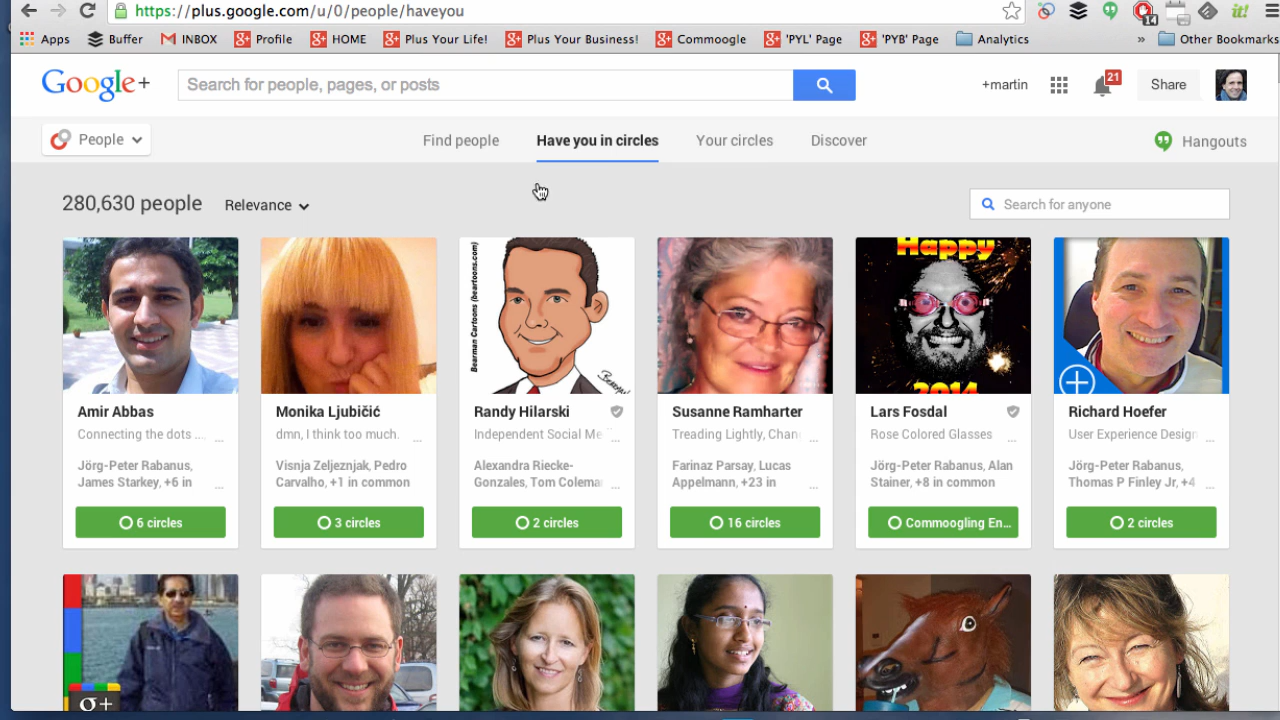 https://plus.google.com/u/0/people/haveyou
14
it!
Apps Buffer INBOX Profile HOME Plus Your Life! Plus Your Business! Commoogle 'PYL' Page 'PYB' Page Analytics » Other Bookmarks
Google+ Search for people, pages, or posts +martin 21 Share
People Find people Have you in circles Your circles Discover Hangouts
280,630 people Relevance Search for anyone
Bearman Cartoons (beartoons.com)
Happy
2014
Amir Abbas Monika Ljubičić Randy Hilarski Susanne Ramharter Lars Fosdal Richard Hoefer
Connecting the dots ... dmn, I think too much. Independent Social Me Treading Lightly, Chan Rose Colored Glasses User Experience Design
Jörg-Peter Rabanus, Visnja Zeljeznjak, Pedro Alexandra Riecke- Farinaz Parsay, Lucas Jörg-Peter Rabanus, Alan Jörg-Peter Rabanus,
James Starkey, +6 in Carvalho, +1 in common Gonzales, Tom Colema Appelmann, +23 in Stainer, +8 in common Thomas P Finley Jr, +4
6 circles 3 circles 2 circles 16 circles Commoogling En... 2 circles
g+